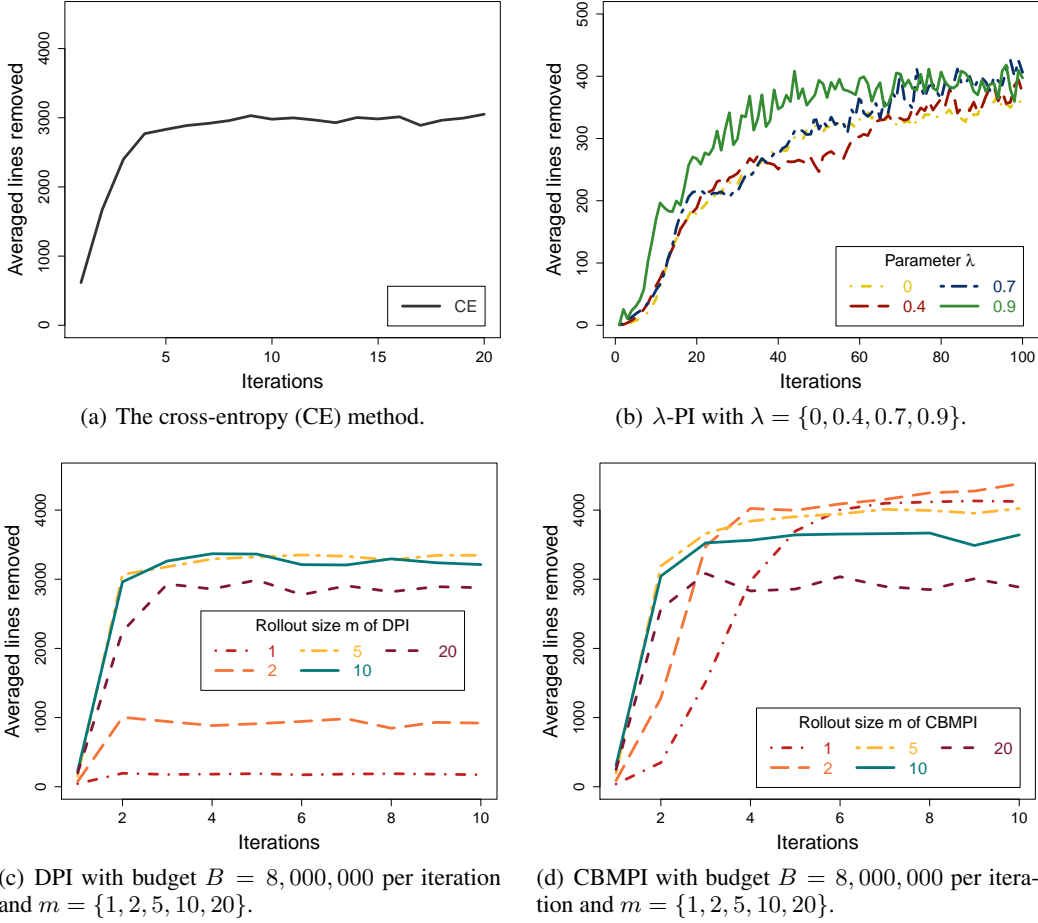 Averaged lines removed
0 1000 2000 3000 4000
CE
5 10 15 20
Iterations
(a) The cross-entropy (CE) method.
Averaged lines removed
0 100 200 300 400 500
Parameter λ
0 0.7
0.4 0.9
0 20 40 60 80 100
Iterations
(b) λ-PI with λ = {0, 0.4, 0.7, 0.9}.
Averaged lines removed
0 1000 2000 3000 4000
Rollout size m of DPI
1 5 20
2 10
2 4 6 8 10
Iterations
(c) DPI with budget B = 8, 000, 000 per iteration
and m = {1, 2, 5, 10, 20}.
Averaged lines removed
0 1000 2000 3000 4000
Rollout size m of CBMPI
1 5 20
2 10
2 4 6 8 10
Iterations
(d) CBMPI with budget B = 8, 000, 000 per itera-
tion and m = {1, 2, 5, 10, 20}.